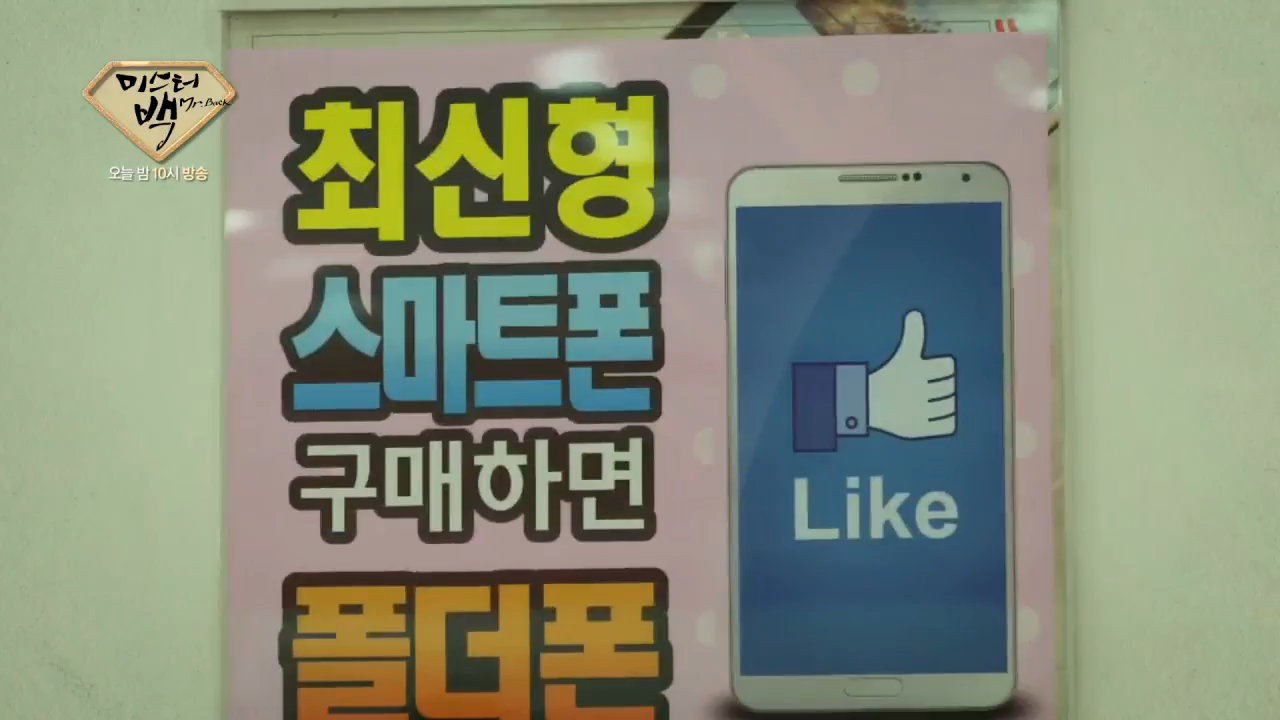 미스터
백
Mr. Back
오늘 밤 10시 방송
최신형
스마트폰
구매하면
폴더폰
Like